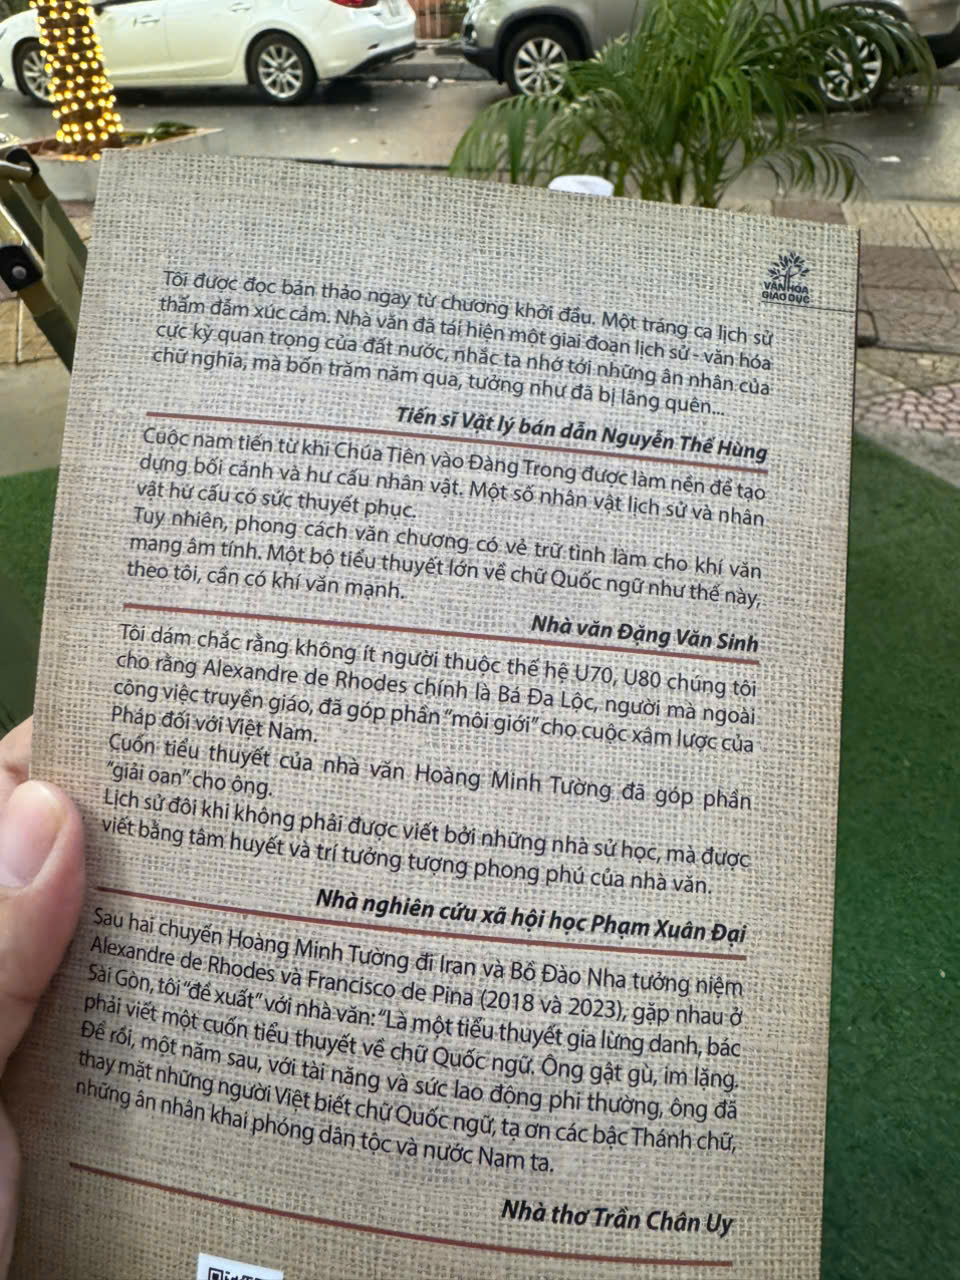 VĂN HÓA
GIÁO DỤC
Tôi được đọc bản thảo ngay từ chương khởi đầu. Một tráng ca lịch sử
thấm đẫm xúc cảm. Nhà văn đã tái hiện một giai đoạn lịch sử - văn hóa
cực kỳ quan trọng của đất nước, nhắc ta nhớ tới những ân nhân của
chữ nghĩa, mà bốn trăm năm qua, tưởng như đã bị lãng quên...
Tiến sĩ Vật lý bán dẫn Nguyễn Thế Hùng
Cuộc nam tiến từ khi Chúa Tiên vào Đàng Trong được làm nền để tạo
dựng bối cảnh và hư cấu nhân vật. Một số nhân vật lịch sử và nhân
vật hư cấu có sức thuyết phục.
Tuy nhiên, phong cách văn chương có vẻ trữ tình làm cho khí văn
mang âm tính. Một bộ tiểu thuyết lớn về chữ Quốc ngữ như thế này,
theo tôi, cần có khí văn mạnh.
Nhà văn Đặng Văn Sinh
Tôi dám chắc rằng không ít người thuộc thế hệ U70, U80 chúng tôi
cho rằng Alexandre de Rhodes chính là Bá Đa Lộc, người mà ngoài
công việc truyền giáo, đã góp phần "môi giới" cho cuộc xâm lược của
Pháp đối với Việt Nam.
Cuốn tiểu thuyết của nhà văn Hoàng Minh Tường đã góp phần
"giải oan" cho ông.
Lịch sử đôi khi không phải được viết bởi những nhà sử học, mà được
viết bằng tâm huyết và trí tưởng tượng phong phú của nhà văn.
Nhà nghiên cứu xã hội học Phạm Xuân Đại
Sau hai chuyến Hoàng Minh Tường đi Iran và Bồ Đào Nha tưởng niệm
Alexandre de Rhodes và Francisco de Pina (2018 và 2023), gặp nhau ở
Sài Gòn, tôi "đề xuất" với nhà văn: "Là một tiểu thuyết gia lừng danh, bác
phải viết một cuốn tiểu thuyết về chữ Quốc ngữ. Ông gật gù, im lặng.
Để rồi, một năm sau, với tài năng và sức lao động phi thường, ông đã
thay mặt những người Việt biết chữ Quốc ngữ, tạ ơn các bậc Thánh chữ,
những ân nhân khai phóng dân tộc và nước Nam ta.
Nhà thơ Trần Chân Uy